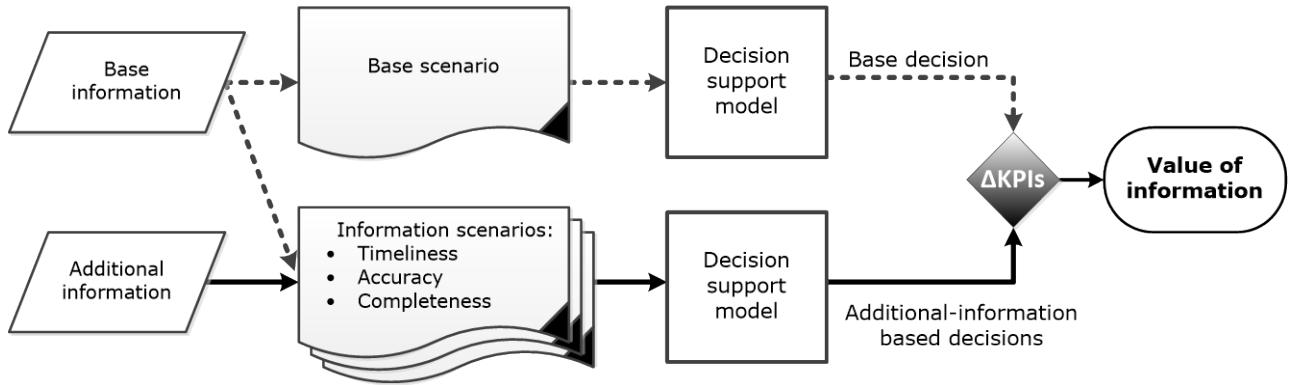 Base
information
Base scenario
Decision
support
model
Base decision
ΔKPIs
Value of
information
Additional
information
Information scenarios:
• Timeliness
• Accuracy
• Completeness
Decision
support
model
Additional-information
based decisions